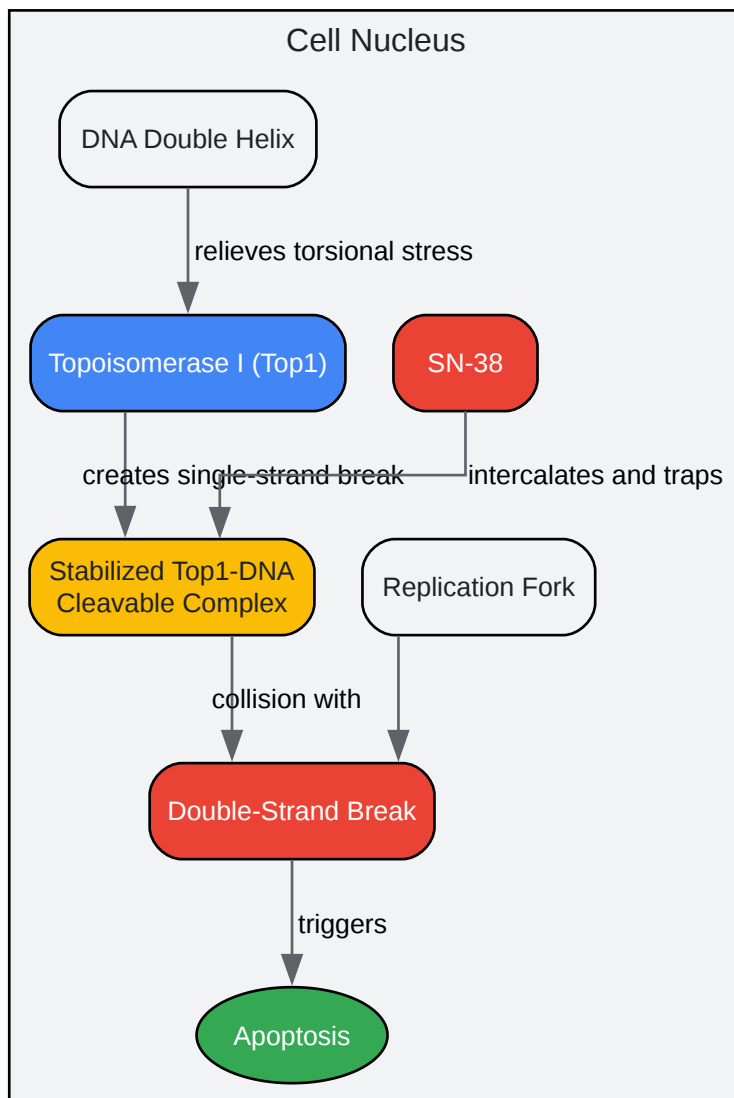 Cell Nucleus
DNA Double Helix
relieves torsional stress
Topoisomerase I (Top1)
SN-38
creates single-strand break
intercalates and traps
Stabilized Top1-DNA
Cleavable Complex
Replication Fork
collision with
Double-Strand Break
triggers
Apoptosis